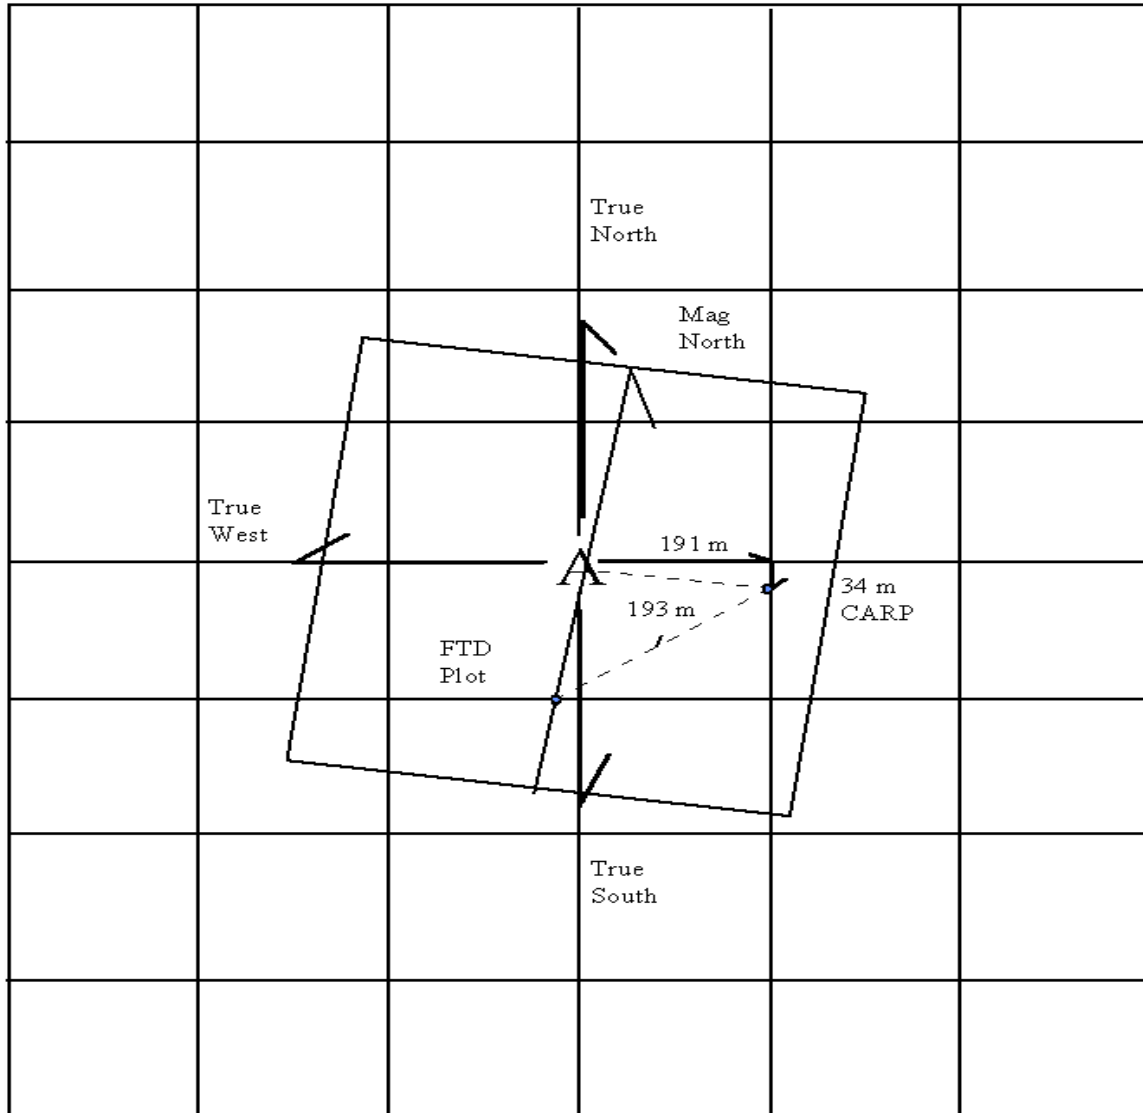 True
North
Mag
North
True
West
191 m
A
34 m
CARP
193 m
FTD
Plot
True
South